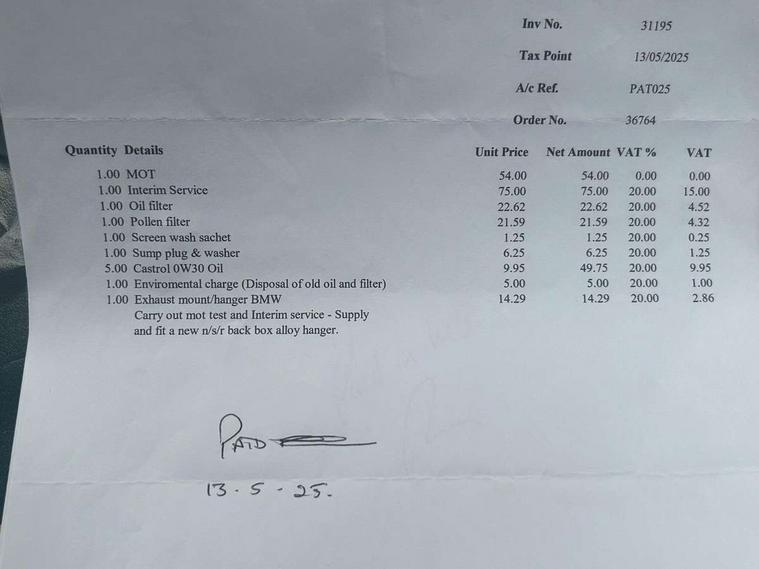 Inv No. 31195
Tax Point 13/05/2025
A/c Ref. PAT025
Order No. 36764
Quantity Details Unit Price Net Amount VAT % VAT
1.00 MOT 54.00 54.00 0.00 0.00
1.00 Interim Service 75.00 75.00 20.00 15.00
1.00 Oil filter 22.62 22.62 20.00 4.52
1.00 Pollen filter 21.59 21.59 20.00 4.32
1.00 Screen wash sachet 1.25 1.25 20.00 0.25
1.00 Sump plug & washer 6.25 6.25 20.00 1.25
5.00 Castrol 0W30 Oil 9.95 49.75 20.00 9.95
1.00 Enviromental charge (Disposal of old oil and filter) 5.00 5.00 20.00 1.00
1.00 Exhaust mount/hanger BMW 14.29 14.29 20.00 2.86
Carry out mot test and Interim service - Supply
and fit a new n/s/r back box alloy hanger.
PAID
13 - 5 - 25.